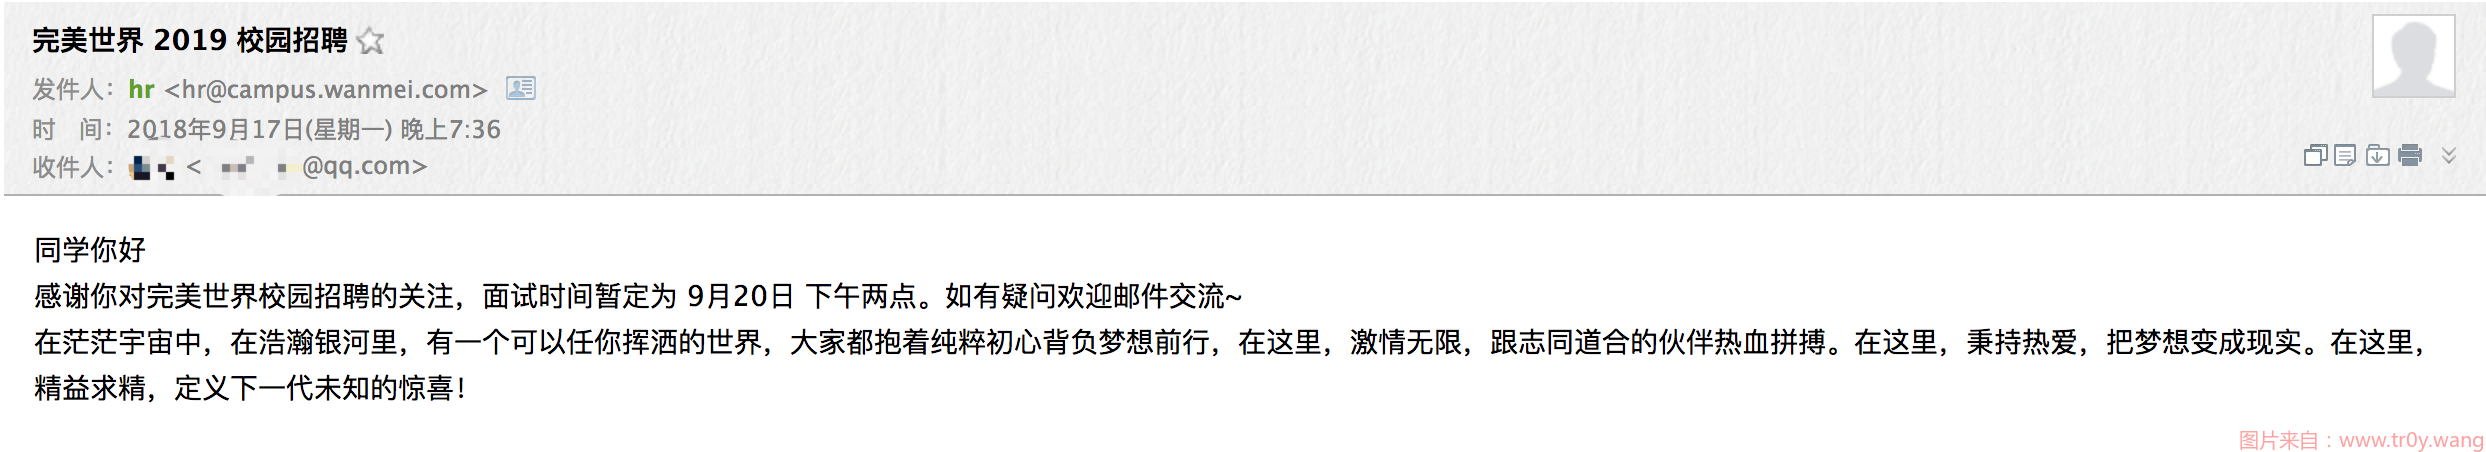 完美世界 2019 校园招聘
发件人：hr <hr@campus.wanmei.com>
时　间：2018年9月17日(星期一) 晚上7:36
收件人： < @qq.com>
同学你好
感谢你对完美世界校园招聘的关注，面试时间暂定为 9月20日 下午两点。如有疑问欢迎邮件交流~
在茫茫宇宙中，在浩瀚银河里，有一个可以任你挥洒的世界，大家都抱着纯粹初心背负梦想前行，在这里，激情无限，跟志同道合的伙伴热血拼搏。在这里，秉持热爱，把梦想变成现实。在这里，
精益求精，定义下一代未知的惊喜！
图片来自：www.tr0y.wang